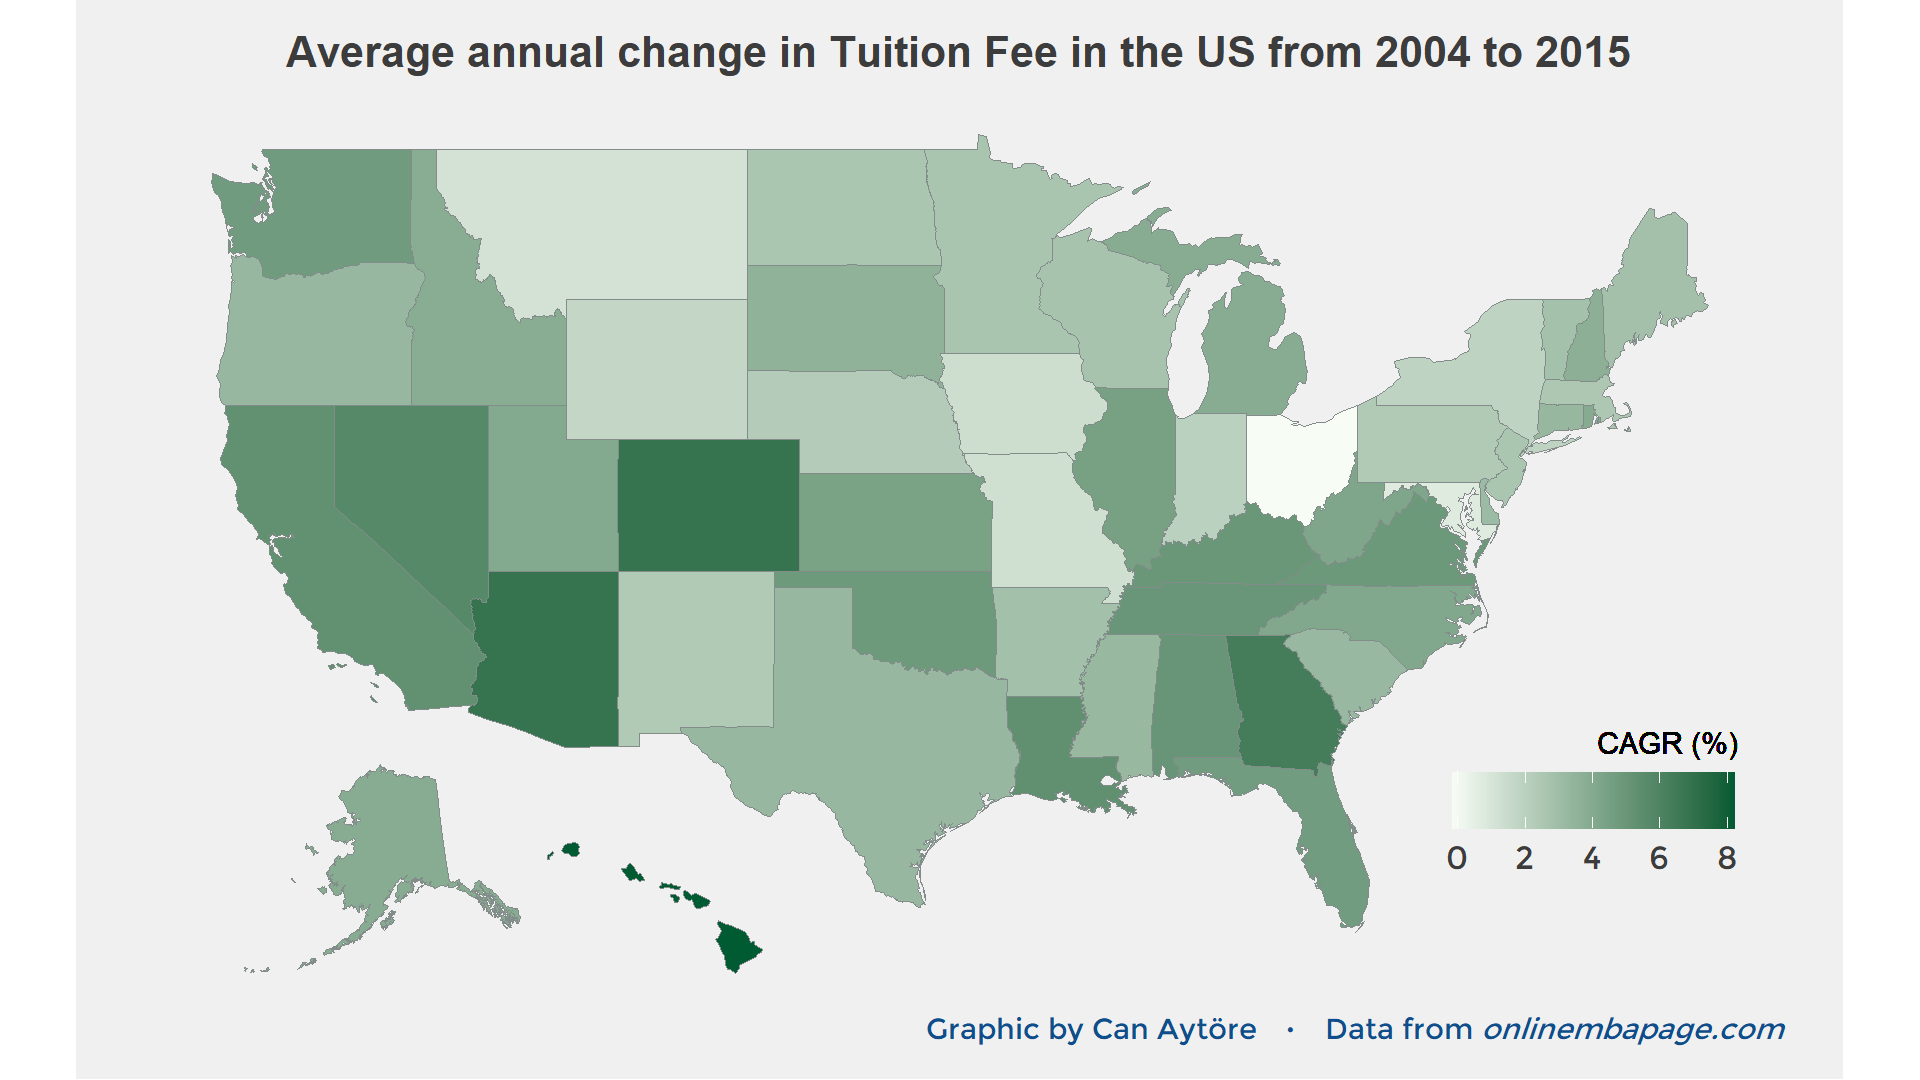 Average annual change in Tuition Fee in the US from 2004 to 2015
CAGR (%)
0 2 4 6 8
Graphic by Can Aytöre • Data from onlinembapage.com